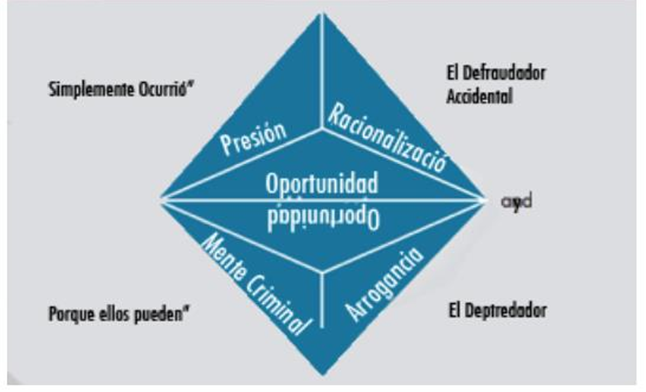 Simplemente Ocurrió"
El Defraudador
Accidental
Presión
Racionalizació
Oportunidad
Oportunidad
Mente Criminal
Arrogancia
Porque ellos pueden"
El Deptredador